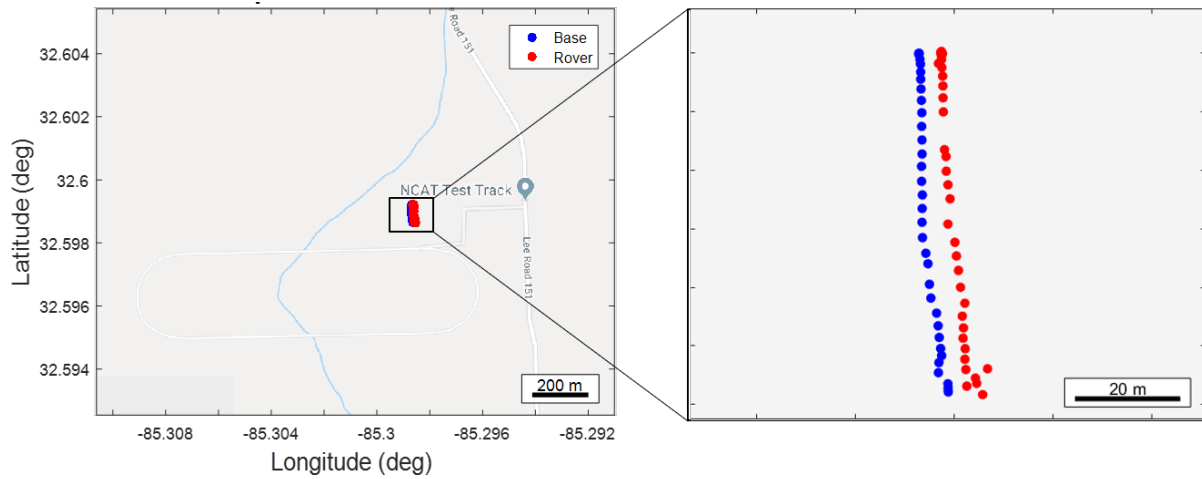 32.604
32.602
32.6
32.598
32.596
32.594
Latitude (deg)
-85.308
-85.304
-85.3
-85.296
-85.292
Longitude (deg)
Base
Rover
Road 151
NCAT Test Track
Lee Road 151
200 m
20 m